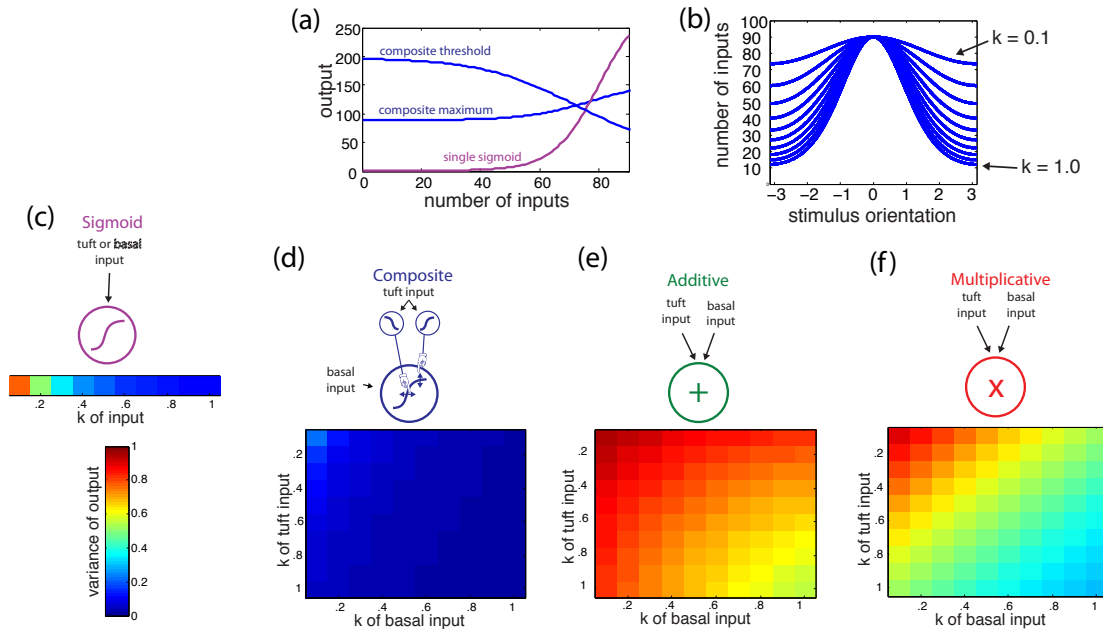 (a)
250
200
150
100
50
0
output
composite threshold
composite maximum
single sigmoid
0 20 40 60 80
number of inputs
(b)
100
90
80
70
60
50
40
30
20
10
number of inputs
k = 0.1
k = 1.0
−3 −2 −1 0 1 2 3
stimulus orientation
(c)
Sigmoid
tuft or basal
input
.2 .4 .6 .8 1
k of input
variance of output
1
0.8
0.6
0.4
0.2
0
(d)
Composite
tuft input
basal
input
k of tuft input
.2
.4
.6
.8
1
.2 .4 .6 .8 1
k of basal input
(e)
Additive
tuft
input
basal
input
+
k of tuft input
.2
.4
.6
.8
1
.2 .4 .6 .8 1
k of basal input
(f)
Multiplicative
tuft
input
basal
input
x
k of tuft input
.2
.4
.6
.8
1
.2 .4 .6 .8 1
k of basal input